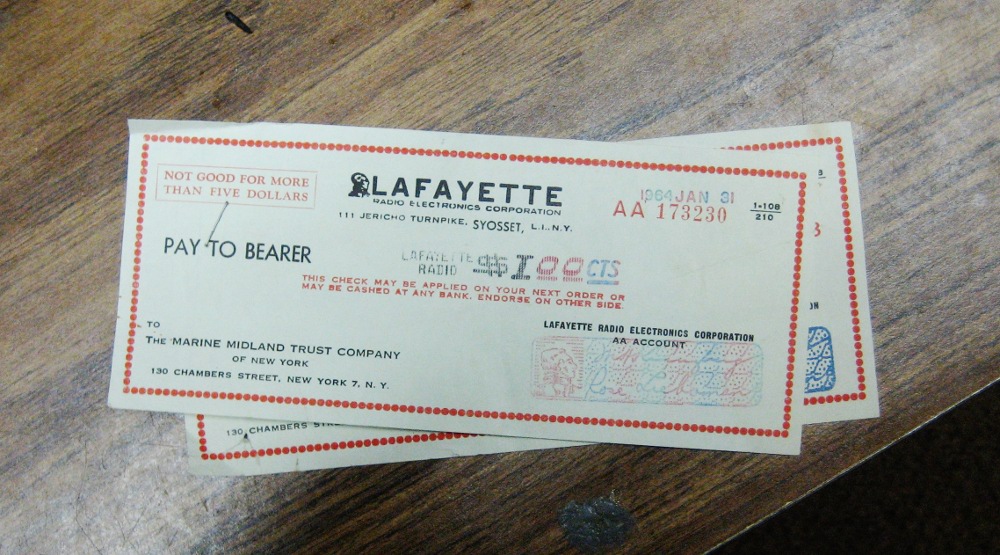 NOT GOOD FOR MORE
THAN FIVE DOLLARS
LAFAYETTE
RADIO ELECTRONICS CORPORATION
111 JERICHO TURNPIKE, SYOSSET, L.I., N.Y.
1964 JAN 31
AA 173230
1-108
210
PAY TO BEARER
LAFAYETTE
RADIO
$1 00 CTS
THIS CHECK MAY BE APPLIED ON YOUR NEXT ORDER OR
MAY BE CASHED AT ANY BANK. ENDORSE ON OTHER SIDE.
TO
THE MARINE MIDLAND TRUST COMPANY
OF NEW YORK
130 CHAMBERS STREET, NEW YORK 7, N. Y.
LAFAYETTE RADIO ELECTRONICS CORPORATION
AA ACCOUNT
3
ON
130 CHAMBERS STRE